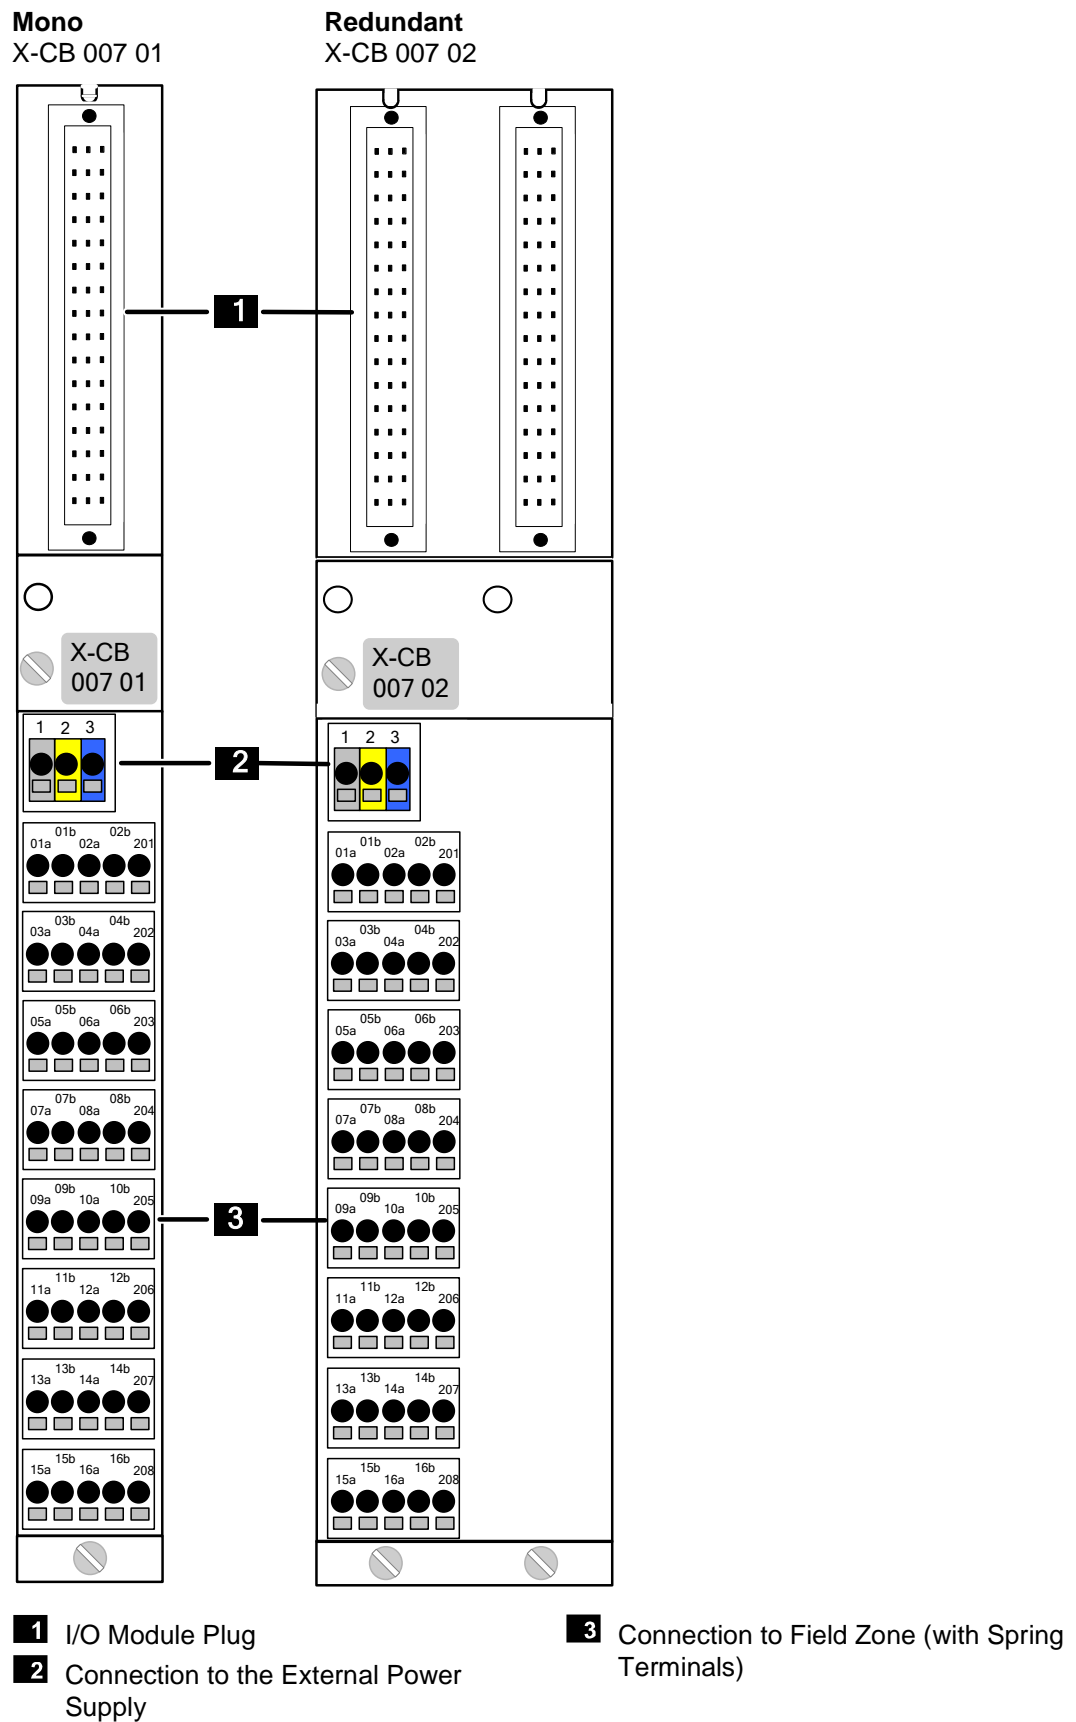 Mono
X-CB 007 01
Redundant
X-CB 007 02
1
X-CB
007 01
X-CB
007 02
1 2 3
2
1 2 3
01b 02b
01a 02a 201
03b 04b
03a 04a 202
05b 06b
05a 06a 203
07b 08b
07a 08a 204
09b 10b
09a 10a 205
11b 12b
11a 12a 206
13b 14b
13a 14a 207
15b 16b
15a 16a 208
3
01b 02b
01a 02a 201
03b 04b
03a 04a 202
05b 06b
05a 06a 203
07b 08b
07a 08a 204
09b 10b
09a 10a 205
11b 12b
11a 12a 206
13b 14b
13a 14a 207
15b 16b
15a 16a 208
1 I/O Module Plug
2 Connection to the External Power
Supply
3 Connection to Field Zone (with Spring
Terminals)